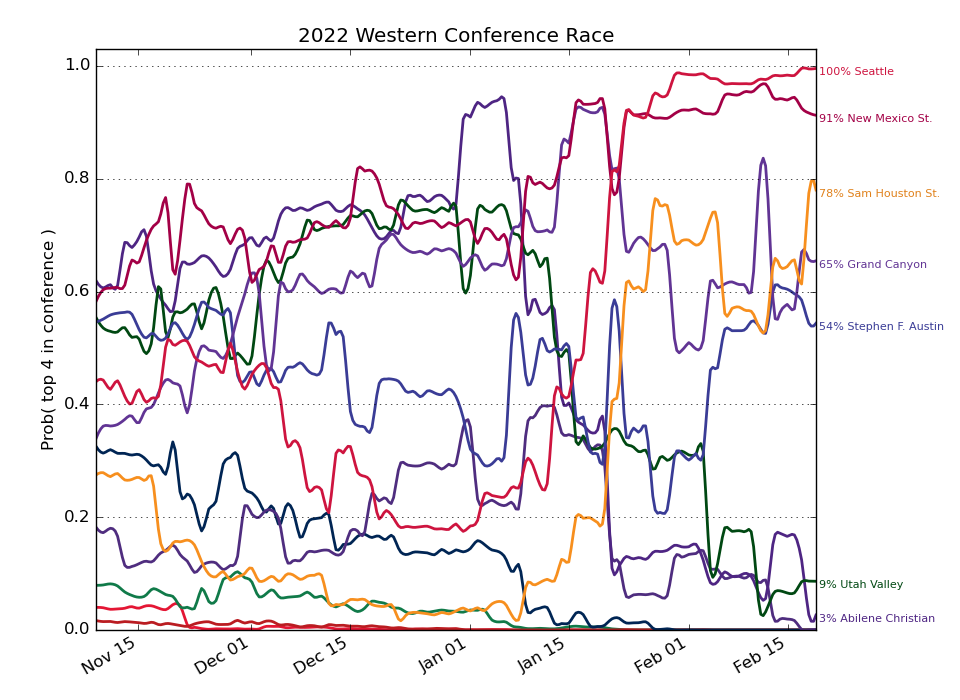 2022 Western Conference Race
Prob( top 4 in conference )
1.0
0.8
0.6
0.4
0.2
0.0
Nov 15
Dec 01
Dec 15
Jan 01
Jan 15
Feb 01
Feb 15
100% Seattle
91% New Mexico St.
78% Sam Houston St.
65% Grand Canyon
54% Stephen F. Austin
9% Utah Valley
3% Abilene Christian